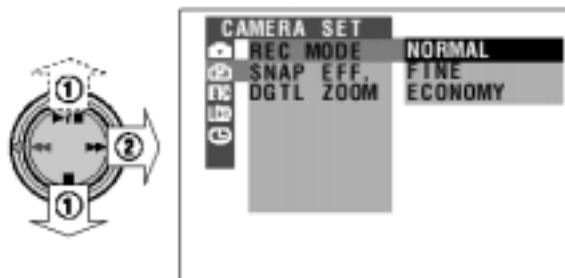 CAMERA SET
REC MODE NORMAL
SNAP EFF, FINE
DGTL ZOOM ECONOMY
①
②
①